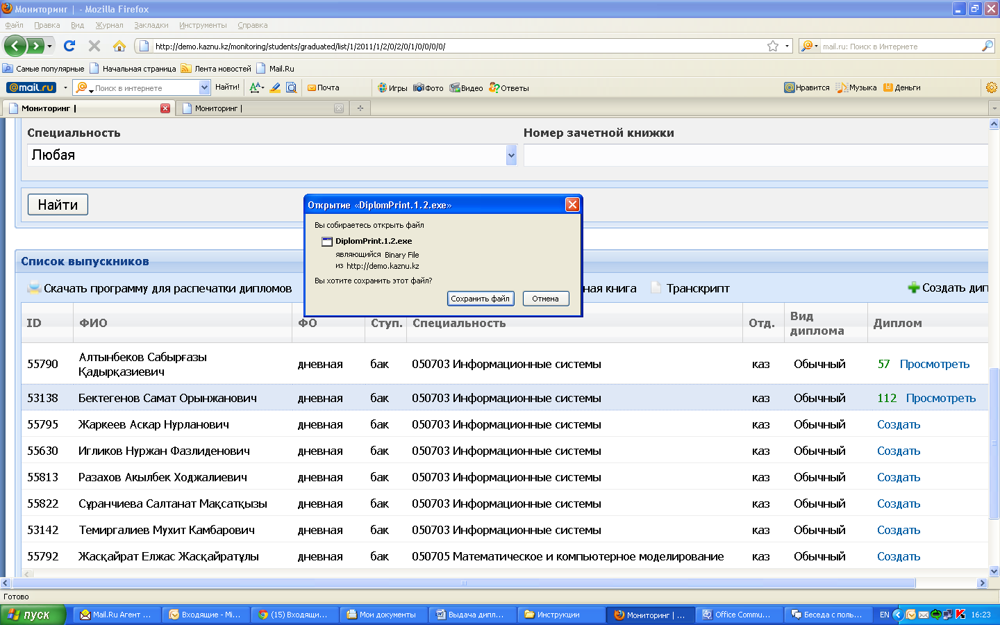 Мониторинг | - Mozilla Firefox
Файл Правка Вид Журнал Закладки Инструменты Справка
http://demo.kaznu.kz/monitoring/students/graduated/list/1/2011/1/2/0/2/0/1/0/0/0/0/
mail.ru: Поиск в Интернете
Самые популярные Начальная страница Лента новостей Mail.Ru
@mail.ru Поиск в интернете Найти! Почта Игры Фото Видео Ответы Нравится Музыка Деньги
Мониторинг | Мониторинг |
Специальность Номер зачетной книжки
Любая
Найти
Открытие «DiplomPrint.1.2.exe»
Вы собираетесь открыть файл
DiplomPrint.1.2.exe
являющийся Binary File
из http://demo.kaznu.kz
Вы хотите сохранить этот файл?
Сохранить файл Отмена
Список выпускников
Скачать программу для распечатки дипломов ная книга Транскрипт Создать дип
ID ФИО ФО Ступ. Специальность Отд. Вид диплома Диплом
55790 Алтынбеков Сабырғазы Қадырқазиевич дневная бак 050703 Информационные системы каз Обычный 57 Просмотреть
53138 Бектегенов Самат Орынжанович дневная бак 050703 Информационные системы каз Обычный 112 Просмотреть
55795 Жаркеев Аскар Нурланович дневная бак 050703 Информационные системы каз Обычный Создать
55630 Игликов Нуржан Фазлиденович дневная бак 050703 Информационные системы каз Обычный Создать
55813 Разахов Акылбек Ходжалиевич дневная бак 050703 Информационные системы каз Обычный Создать
55822 Сұранчиева Салтанат Мақсатқызы дневная бак 050703 Информационные системы каз Обычный Создать
53142 Темиргалиев Мухит Камбарович дневная бак 050703 Информационные системы каз Обычный Создать
55792 Жасқайрат Елжас Жасқайратұлы дневная бак 050705 Математическое и компьютерное моделирование каз Обычный Создать
Готово
пуск Mail.Ru Агент ... Входящие - Mi... (15) Входящи... Мои документы Выдача дипл... Инструкции Мониторинг | ... Office Commu... Беседа с поль... EN 16:23